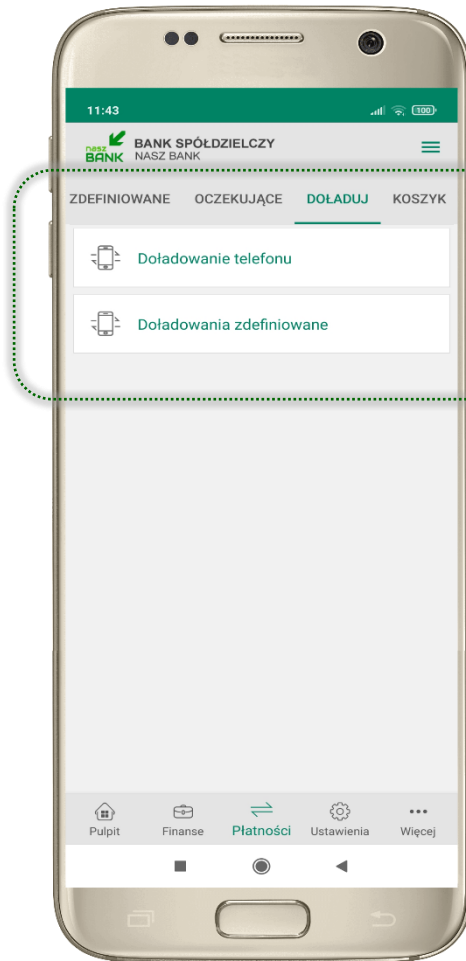 11:43
100
nasz BANK
BANK SPÓŁDZIELCZY
NASZ BANK
ZDEFINIOWANE OCZEKUJĄCE DOŁADUJ KOSZYK
Doładowanie telefonu
Doładowania zdefiniowane
Pulpit Finanse Płatności Ustawienia Więcej